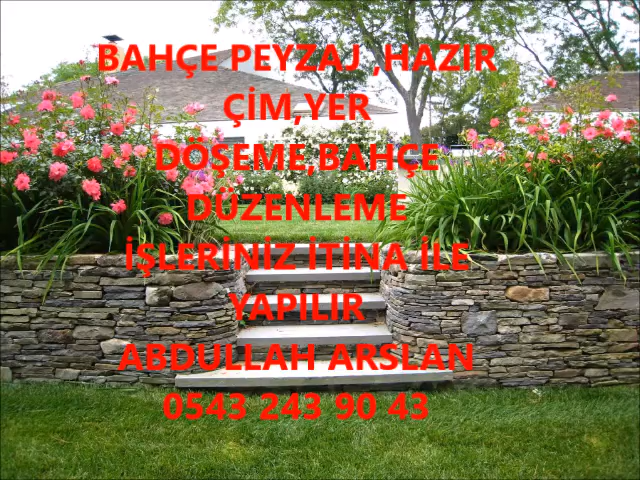 BAHÇE PEYZAJ ,HAZIR
ÇİM,YER
DÖŞEME,BAHÇE
DÜZENLEME
İŞLERİNİZ İTİNA İLE
YAPILIR
ABDULLAH ARSLAN
0543 243 90 43